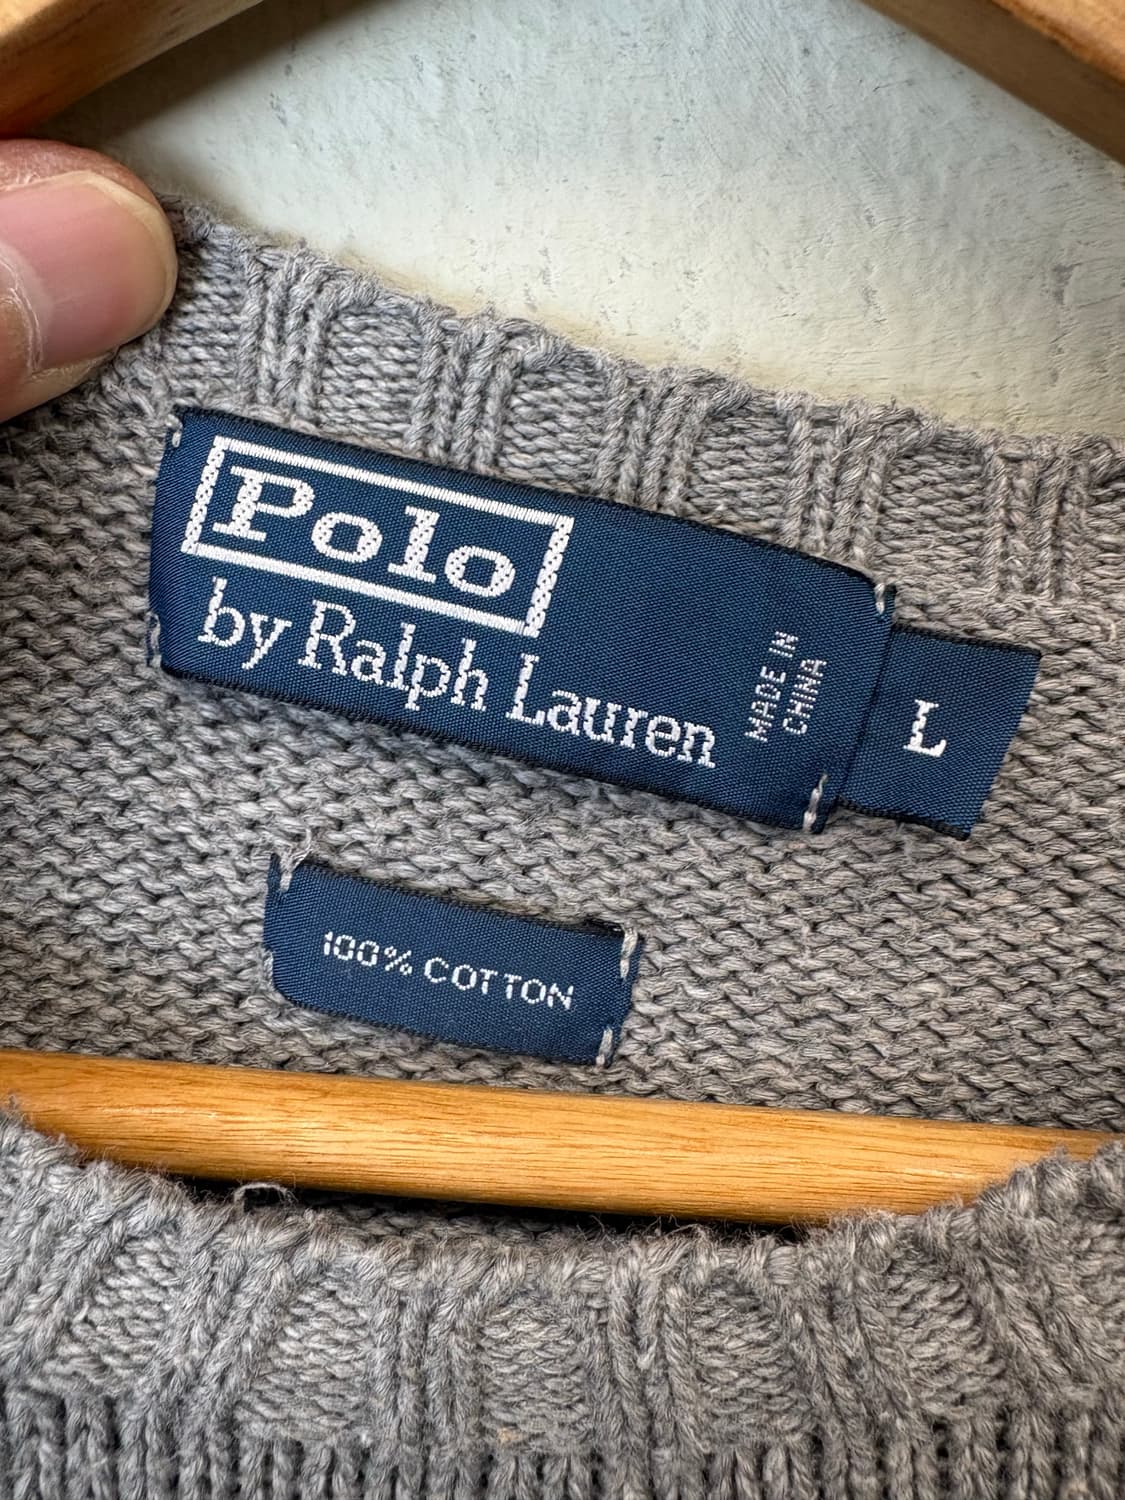 Polo
by Ralph Lauren
MADE IN
CHINA
L
100% COTTON